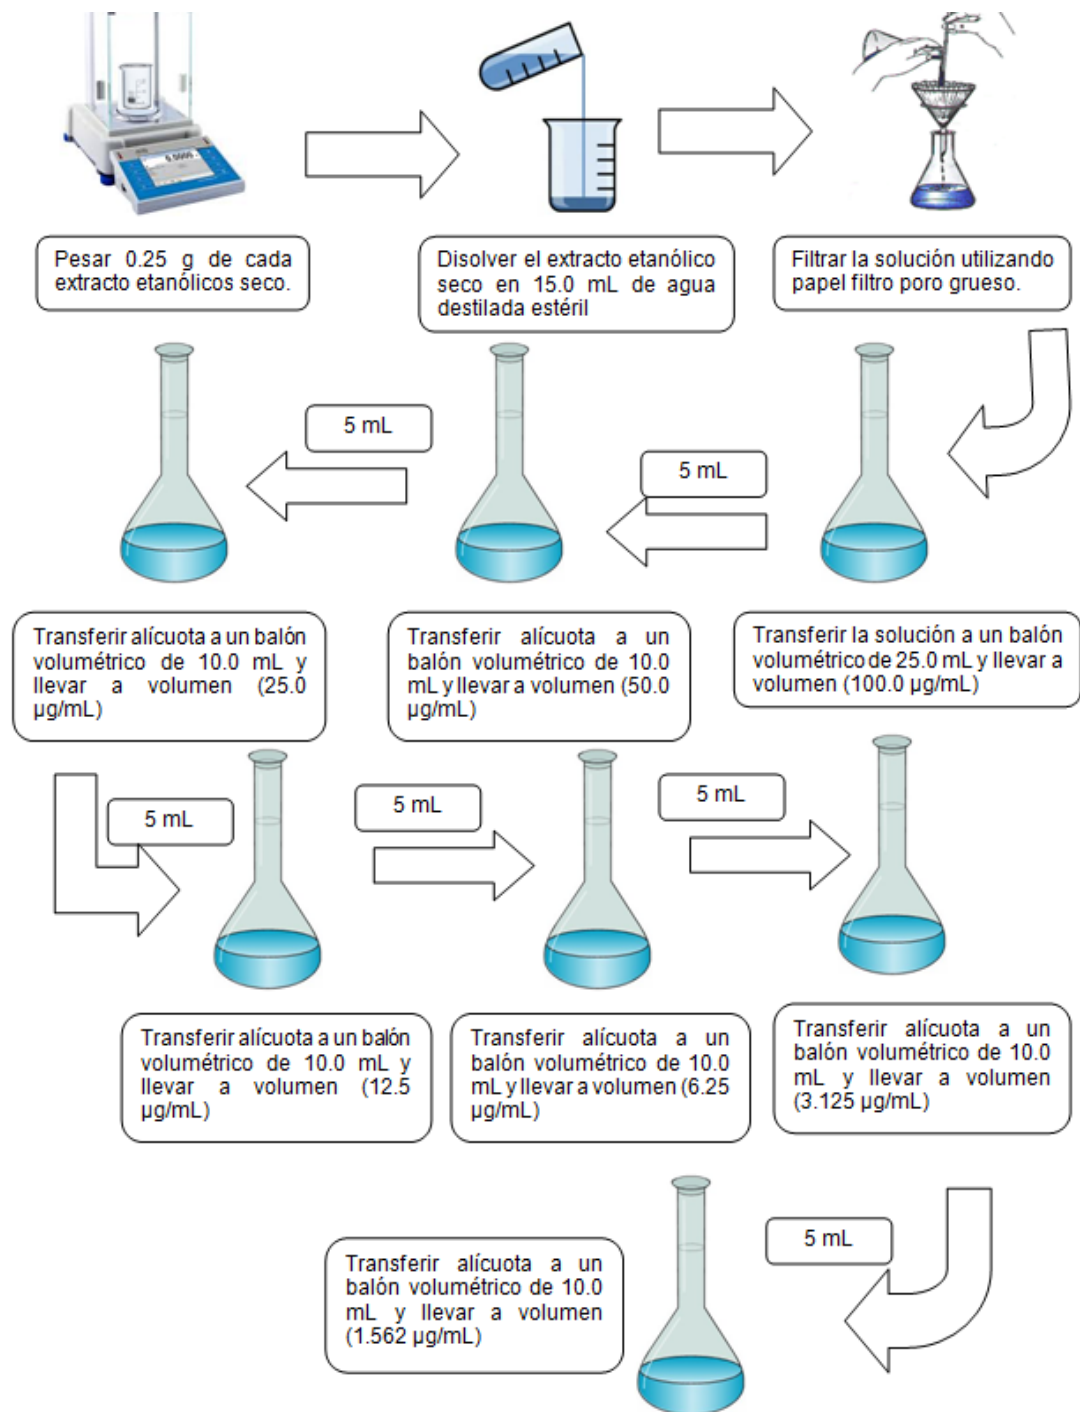 0.0000
Pesar 0.25 g de cada
extracto etanólicos seco.
Disolver el extracto etanólico
seco en 15.0 mL de agua
destilada estéril
Filtrar la solución utilizando
papel filtro poro grueso.
5 mL
5 mL
Transferir la solución a un balón
volumétrico de 25.0 mL y llevar a
volumen (100.0 µg/mL)
Transferir alícuota a un
balón volumétrico de 10.0
mL y llevar a volumen (50.0
µg/mL)
Transferir alícuota a un balón
volumétrico de 10.0 mL y
llevar a volumen (25.0
µg/mL)
5 mL
5 mL
5 mL
Transferir alícuota a un balón
volumétrico de 10.0 mL y
llevar a volumen (12.5
µg/mL)
Transferir alícuota a un
balón volumétrico de 10.0
mL y llevar a volumen (6.25
µg/mL)
Transferir alícuota a un
balón volumétrico de 10.0
mL y llevar a volumen
(3.125 µg/mL)
5 mL
Transferir alícuota a un
balón volumétrico de 10.0
mL y llevar a volumen
(1.562 µg/mL)